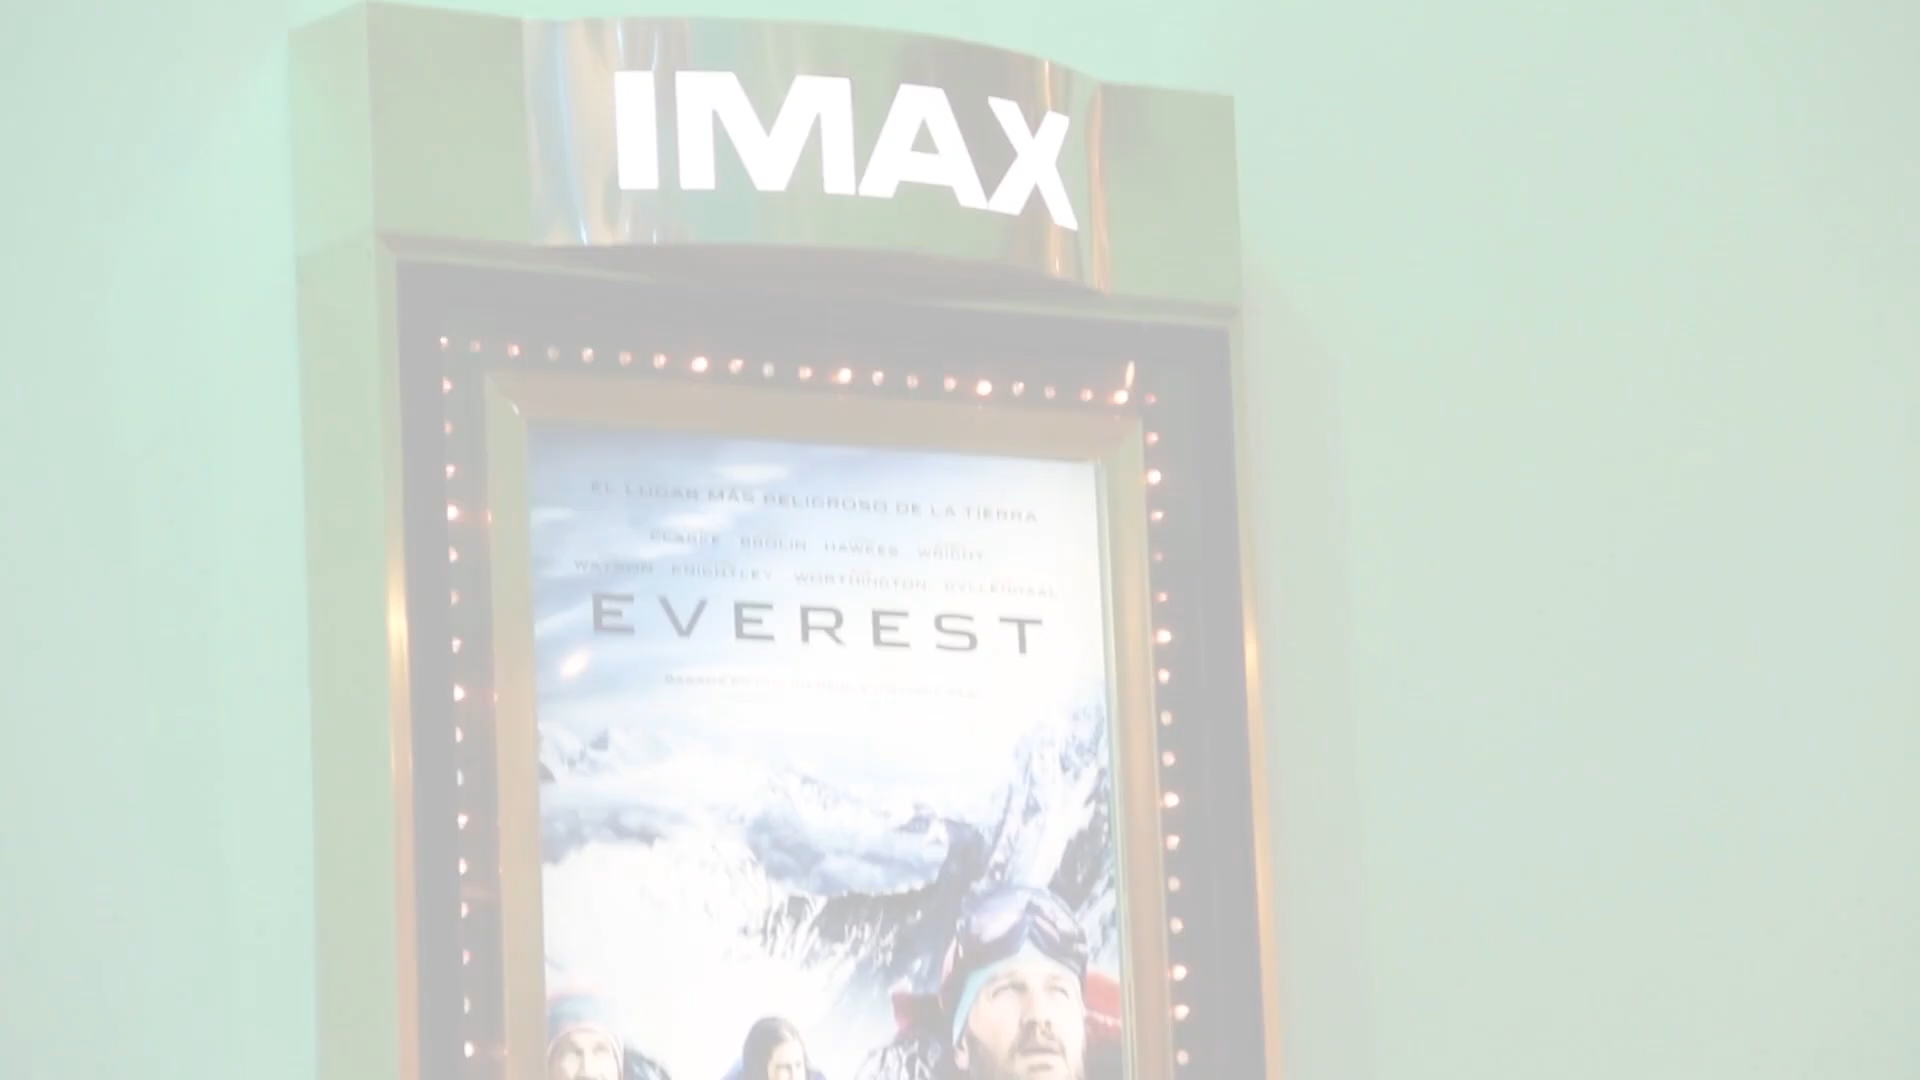 IMAX
EL LUGAR MÁS PELIGROSO DE LA TIERRA
CLARKE BROLIN HAWKES WRIGHT
WATSON KNIGHTLEY WORTHINGTON GYLLENHAAL
EVEREST